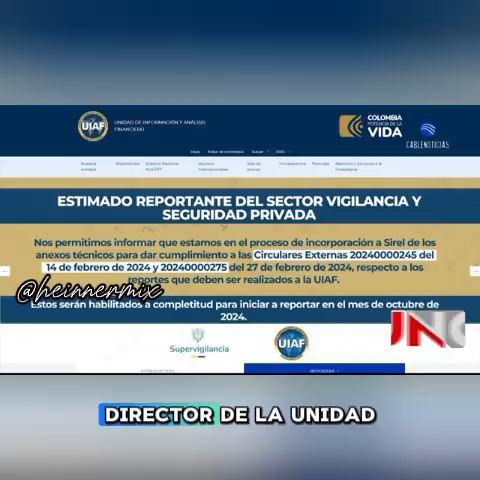 UIAF
UNIDAD DE INFORMACIÓN Y ANÁLISIS
FINANCIERO
COLOMBIA
POTENCIA DE LA
VIDA
CABLENOTICIAS
ESTIMADO REPORTANTE DEL SECTOR VIGILANCIA Y
SEGURIDAD PRIVADA
Nos permitimos informar que estamos en el proceso de incorporación a Sirel de los
anexos técnicos para dar cumplimiento a las Circulares Externas 20240000245 del
14 de febrero de 2024 y 20240000275 del 27 de febrero de 2024, respecto a los
reportes que deben ser realizados a la UIAF.
@heinnermix
Estos serán habilitados a completitud para iniciar a reportar en el mes de octubre de
2024.
Supervigilancia
UIAF
DIRECTOR DE LA UNIDAD